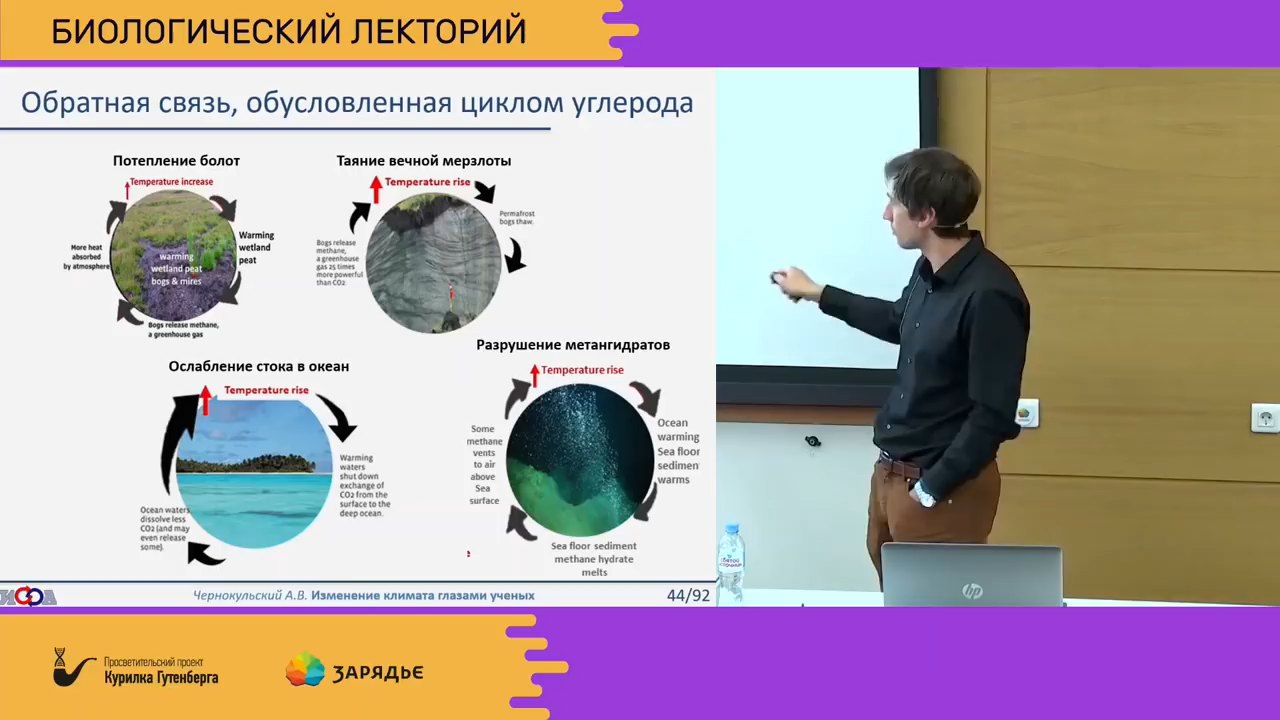 БИОЛОГИЧЕСКИЙ ЛЕКТОРИЙ
Обратная связь, обусловленная циклом углерода
Потепление болот
Temperature increase
Warming
wetland
peat
warming
wetland peat
bogs & mires
More heat
absorbed
by atmosphere
Bogs release methane,
a greenhouse gas
Таяние вечной мерзлоты
Temperature rise
Permafrost
bogs thaw.
Bogs release
methane,
a greenhouse
gas 25 times
more powerful
than CO2.
Ослабление стока в океан
Temperature rise
Warming
waters
shut down
exchange of
CO2 from the
surface to the
deep ocean.
Ocean waters
dissolve less
CO2 (and may
even release
some).
Разрушение метангидратов
Temperature rise
Ocean
warming
Sea floor
sedimen
warms
Some
methane
vents
to air
above
Sea
surface
Sea floor sediment
methane hydrate
melts
e
ИФА
Чернокульский А.В. Изменение климата глазами ученых
44/92
hp
Просветительский проект
Курилка Гутенберга
ЗАРЯДЬЕ